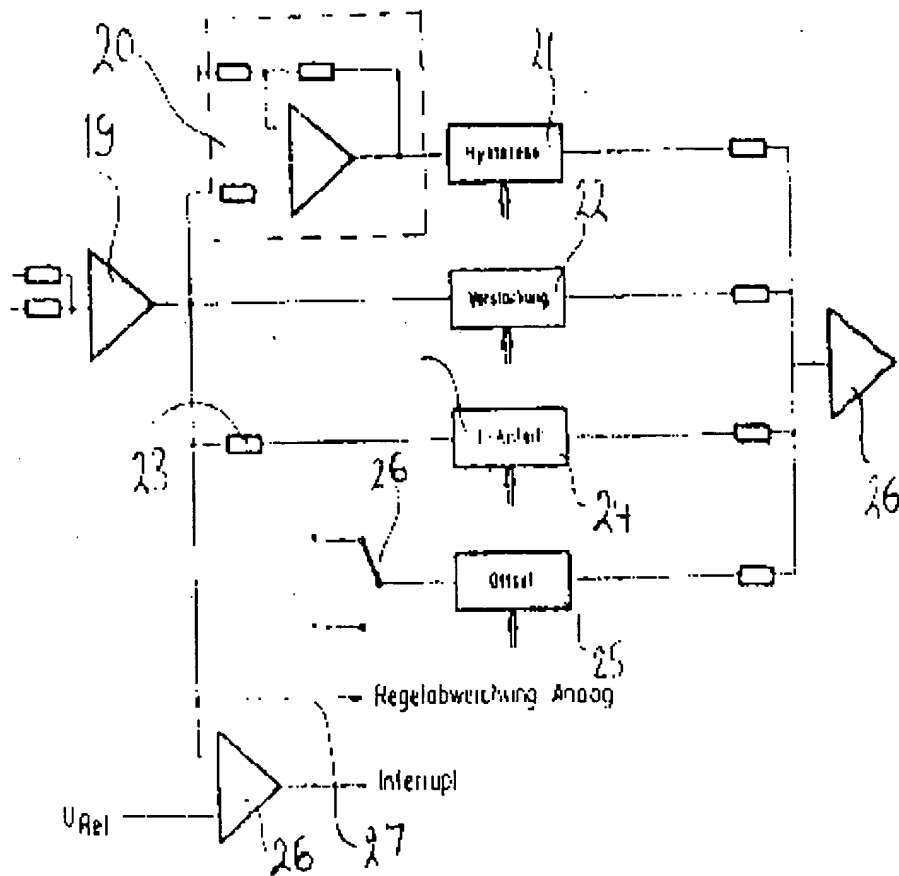 20
21
19
Hysterese
22
Verstärkung
23
26
I-Anteil
24
26
Offset
25
Regelabweichung Analog
Interrupt
U Ref
26
27